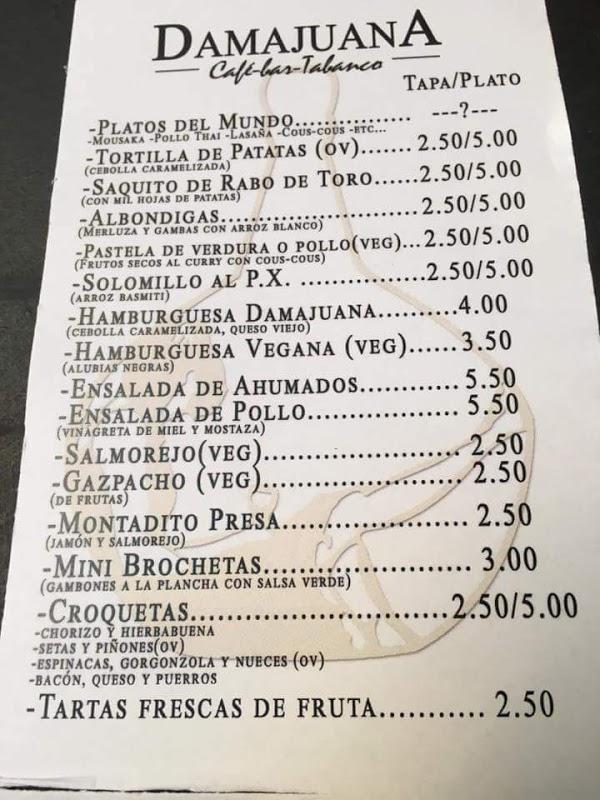 DAMAJUANA
Café-bar-Tabanco
TAPA/PLATO
-PLATOS DEL MUNDO................ ---?---
-MOUSAKA -POLLO THAI -LASAÑA -COUS-COUS -ETC...
-TORTILLA DE PATATAS (OV).......2.50/5.00
(CEBOLLA CARAMELIZADA)
-SAQUITO DE RABO DE TORO......2.50/5.00
(CON MIL HOJAS DE PATATAS)
-ALBONDIGAS..........................2.50/5.00
(MERLUZA Y GAMBAS CON ARROZ BLANCO)
-PASTELA DE VERDURA O POLLO(VEG)...2.50/5.00
(FRUTOS SECOS AL CURRY CON COUS-COUS)
-SOLOMILLO AL P.X. ................2.50/5.00
(ARROZ BASMITI)
-HAMBURGUESA DAMAJUANA..........4.00
(CEBOLLA CARAMELIZADA, QUESO VIEJO)
-HAMBURGUESA VEGANA (VEG)......3.50
(ALUBIAS NEGRAS)
-ENSALADA DE AHUMADOS............ 5.50
-ENSALADA DE POLLO.................. 5.50
(VINAGRETA DE MIEL Y MOSTAZA)
-SALMOREJO(VEG)........................ 2.50
-GAZPACHO (VEG)......................... 2.50
(DE FRUTAS)
-MONTADITO PRESA...................... 2.50
(JAMÓN Y SALMOREJO)
-MINI BROCHETAS........................ 3.00
(GAMBONES A LA PLANCHA CON SALSA VERDE)
-CROQUETAS............................2.50/5.00
-CHORIZO Y HIERBABUENA
-SETAS Y PIÑONES(OV)
-ESPINACAS, GORGONZOLA Y NUECES (OV)
-BACÓN, QUESO Y PUERROS
-TARTAS FRESCAS DE FRUTA........... 2.50